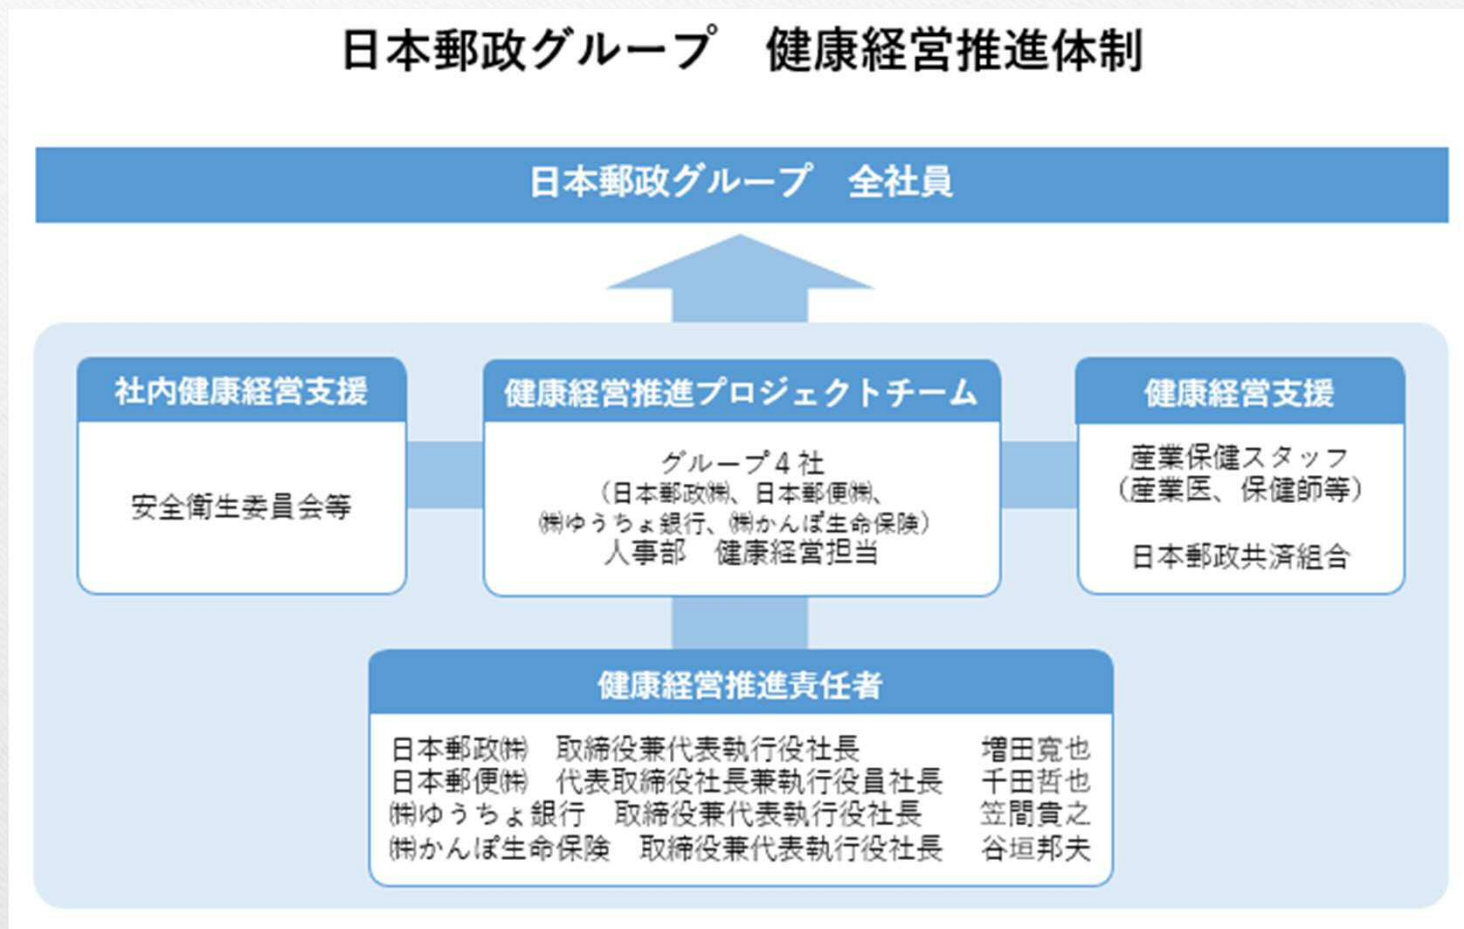 日本郵政グループ　健康経営推進体制
日本郵政グループ　全社員
社内健康経営支援
安全衛生委員会等
健康経営推進プロジェクトチーム
グループ４社
（日本郵政㈱、日本郵便㈱、
㈱ゆうちょ銀行、㈱かんぽ生命保険）
人事部　健康経営担当
健康経営支援
産業保健スタッフ
（産業医、保健師等）
日本郵政共済組合
健康経営推進責任者
日本郵政㈱　取締役兼代表執行役社長　増田寛也
日本郵便㈱　代表取締役社長兼執行役員社長　千田哲也
㈱ゆうちょ銀行　取締役兼代表執行役社長　笠間貴之
㈱かんぽ生命保険　取締役兼代表執行役社長　谷垣邦夫